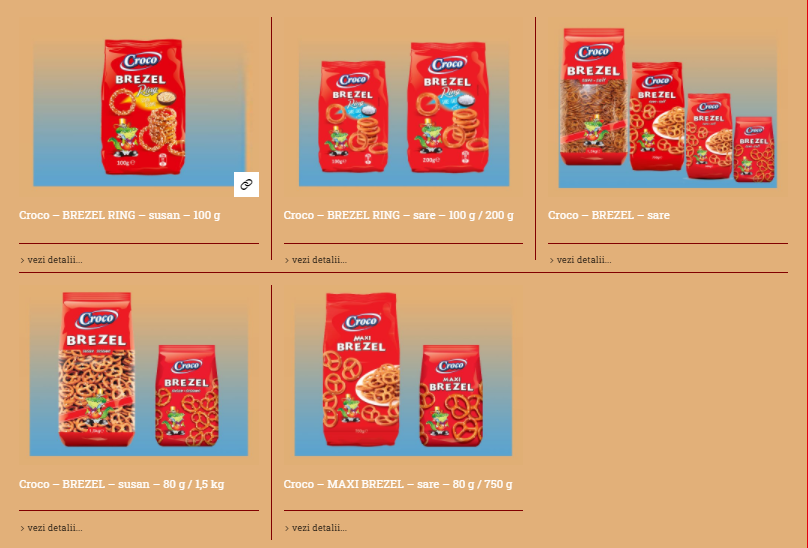 Croco
BREZEL
Ring
100g e
Croco
BREZEL
Ring
Croco
BREZEL
Ring
200g e
Croco
BREZEL
Croco
BREZEL
Croco
BREZEL
Croco
BREZEL
Croco – BREZEL RING – susan – 100 g
Croco – BREZEL RING – sare – 100 g / 200 g
Croco – BREZEL – sare
> vezi detalii...
> vezi detalii...
> vezi detalii...
Croco
BREZEL
Croco
BREZEL
Croco
MAXI
BREZEL
Croco
MAXI
BREZEL
Croco – BREZEL – susan – 80 g / 1,5 kg
Croco – MAXI BREZEL – sare – 80 g / 750 g
> vezi detalii...
> vezi detalii...